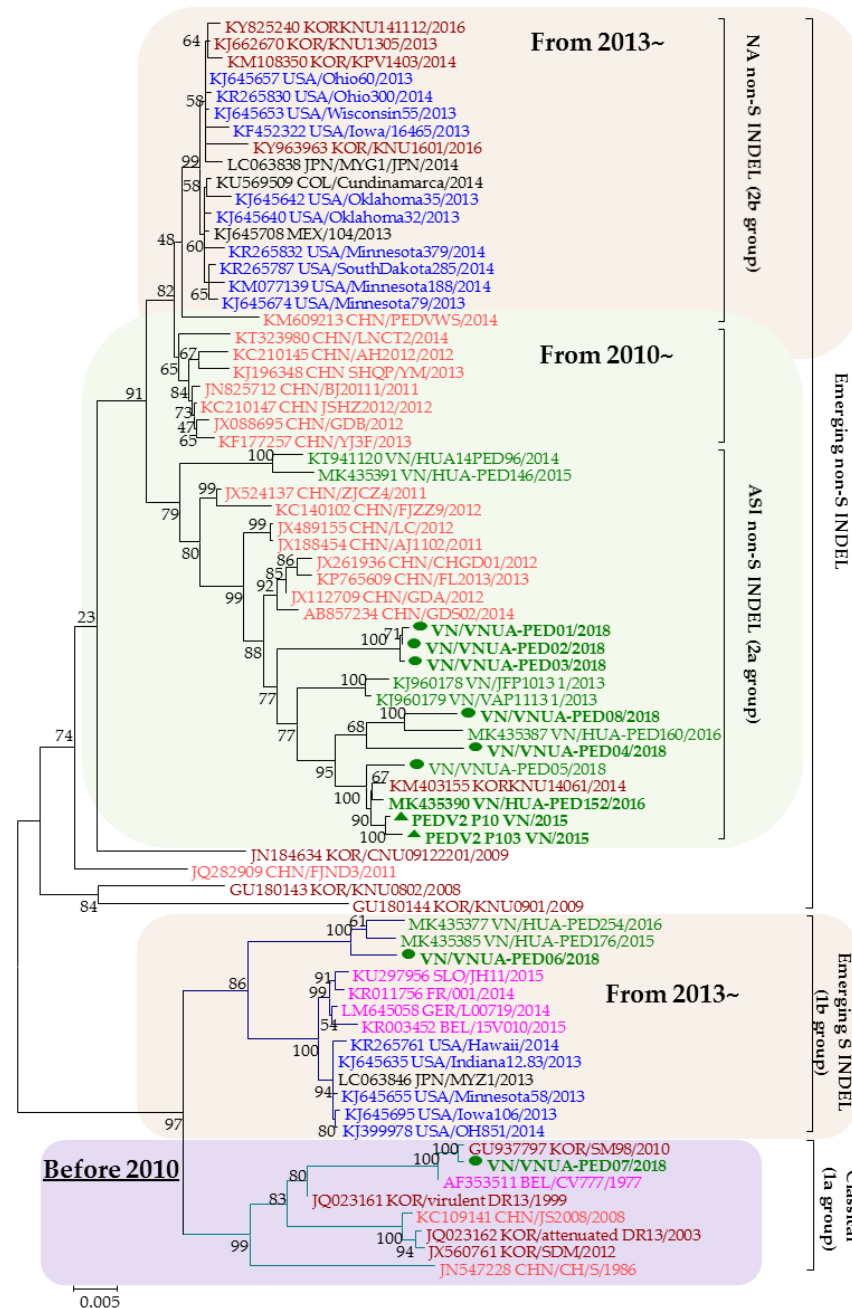 KY825240 KORKNU141112/2016
KJ662670 KOR/KNU1305/2013
KM108350 KOR/KPV1403/2014
KJ645657 USA/Ohio60/2013
KR265830 USA/Ohio300/2014
KJ645653 USA/Wisconsin55/2013
KF452322 USA/Iowa/16465/2013
KY963963 KOR/KNU1601/2016
LC063838 JPN/MYG1/JPN/2014
KU569509 COL/Cundinamarca/2014
KJ645642 USA/Oklahoma35/2013
KJ645640 USA/Oklahoma32/2013
KJ645708 MEX/104/2013
KR265832 USA/Minnesota379/2014
KR265787 USA/SouthDakota285/2014
KM077139 USA/Minnesota188/2014
KJ645674 USA/Minnesota79/2013
KM609213 CHN/PEDVWS/2014
KT323980 CHN/LNCT2/2014
KC210145 CHN/AH2012/2012
KJ196348 CHN SHQP/YM/2013
JN825712 CHN/BJ20111/2011
KC210147 CHN JSHZ2012/2012
JX088695 CHN/GDB/2012
KF177257 CHN/YJ3F/2013
KT941120 VN/HUA14PED96/2014
MK435391 VN/HUA-PED146/2015
JX524137 CHN/ZJCZ4/2011
KC140102 CHN/FJZZ9/2012
JX489155 CHN/LC/2012
JX188454 CHN/AJ1102/2011
JX261936 CHN/CHGD01/2012
KP765609 CHN/FL2013/2013
JX112709 CHN/GDA/2012
AB857234 CHN/GDS02/2014
VN/VNUA-PED01/2018
VN/VNUA-PED02/2018
VN/VNUA-PED03/2018
KJ960178 VN/JFP1013 1/2013
KJ960179 VN/VAP1113 1/2013
VN/VNUA-PED08/2018
MK435387 VN/HUA-PED160/2016
VN/VNUA-PED04/2018
VN/VNUA-PED05/2018
KM403155 KORKNU14061/2014
MK435390 VN/HUA-PED152/2016
PEDV2 P10 VN/2015
PEDV2 P103 VN/2015
JN184634 KOR/CNU09122201/2009
JQ282909 CHN/FJND3/2011
GU180143 KOR/KNU0802/2008
GU180144 KOR/KNU0901/2009
MK435377 VN/HUA-PED254/2016
MK435385 VN/HUA-PED176/2015
VN/VNUA-PED06/2018
KU297956 SLO/JH11/2015
KR011756 FR/001/2014
LM645058 GER/L00719/2014
KR003452 BEL/15V010/2015
KR265761 USA/Hawaii/2014
KJ645635 USA/Indiana12.83/2013
LC063846 JPN/MYZ1/2013
KJ645655 USA/Minnesota58/2013
KJ645695 USA/Iowa106/2013
KJ399978 USA/OH851/2014
GU937797 KOR/SM98/2010
VN/VNUA-PED07/2018
AF353511 BEL/CV777/1977
JQ023161 KOR/virulent DR13/1999
KC109141 CHN/JS2008/2008
JQ023162 KOR/attenuated DR13/2003
JX560761 KOR/SDM/2012
JN547228 CHN/CH/S/1986
From 2013~
From 2010~
From 2013~
Before 2010
NA non-S INDEL (2b group)
ASI non-S INDEL (2a group)
Emerging non-S INDEL
Emerging S INDEL
(1b group)
Classical
(1a group)
64
58
99
58
60
65
48
82
67
65
84
73
47
65
91
100
79
99
80
99
99
86
85
92
88
71
100
77
100
77
100
68
95
67
100
90
100
23
74
84
61
100
86
91
99
54
100
94
80
97
100
100
80
83
100
94
99
0.005